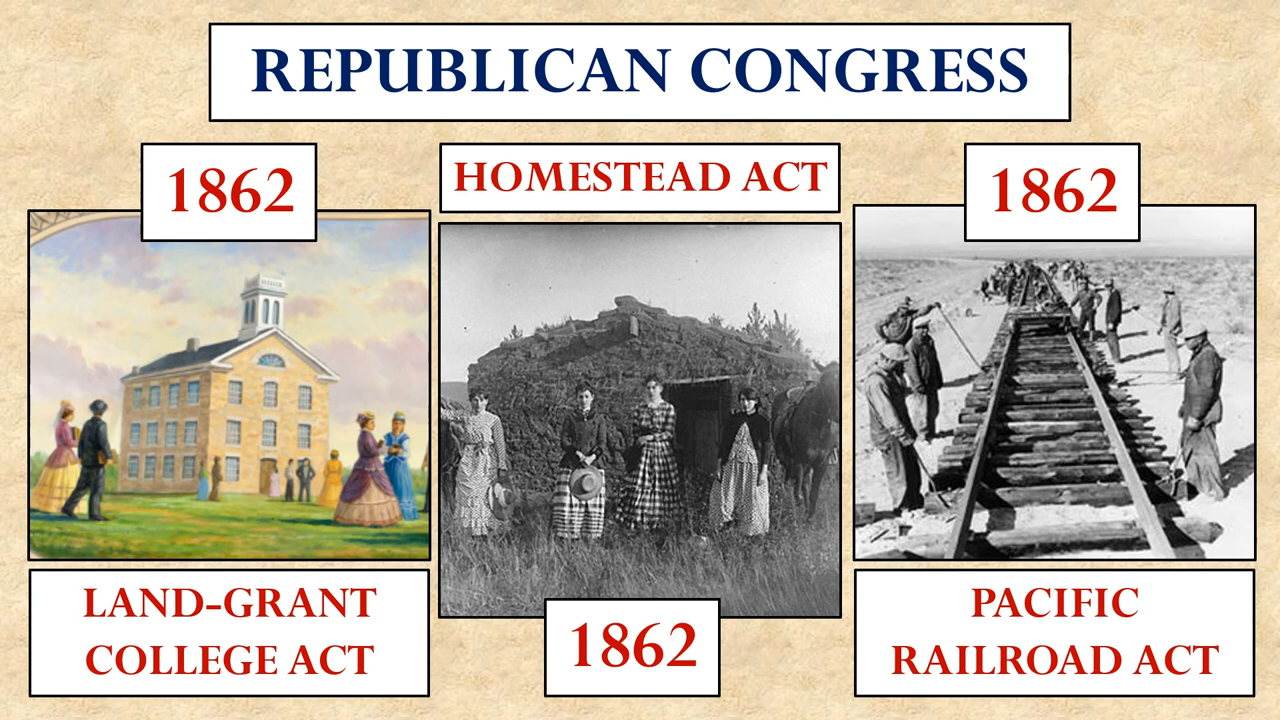 REPUBLICAN CONGRESS
1862
LAND-GRANT
COLLEGE ACT
HOMESTEAD ACT
1862
1862
PACIFIC
RAILROAD ACT